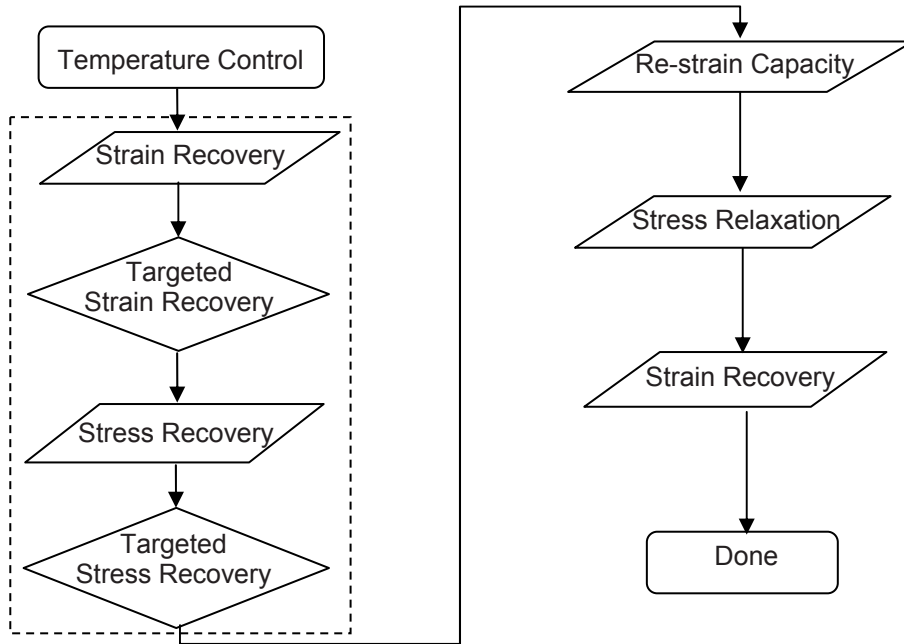 Temperature Control
Strain Recovery
Targeted
Strain Recovery
Stress Recovery
Targeted
Stress Recovery
Re-strain Capacity
Stress Relaxation
Strain Recovery
Done